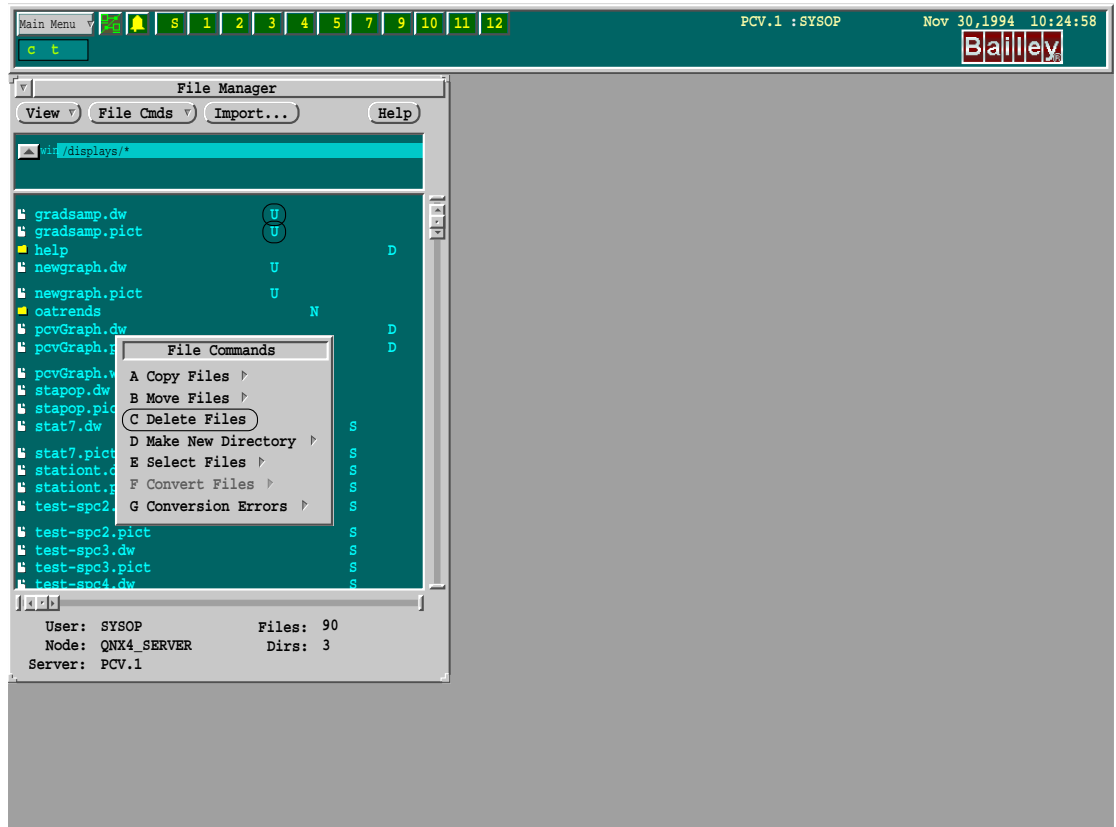 Main Menu S 1 2 3 4 5 7 9 10 11 12 PCV.1 :SYSOP Nov 30,1994 10:24:58
c t Bailey®
File Manager
View File Cmds Import... Help
win /displays/*
gradsamp.dw U
gradsamp.pict U
help D
newgraph.dw U
newgraph.pict U
oatrends N
pcvGraph.dw D
pcvGraph.p D
File Commands
pcvGraph.w
A Copy Files
stapop.dw
B Move Files
stapop.pic
C Delete Files
stat7.dw S
D Make New Directory
stat7.pict S
E Select Files
stationt.d S
F Convert Files
stationt.p S
G Conversion Errors
test-spc2. S
test-spc2.pict S
test-spc3.dw S
test-spc3.pict S
test-spc4.dw S
User: SYSOP Files: 90
Node: QNX4_SERVER Dirs: 3
Server: PCV.1